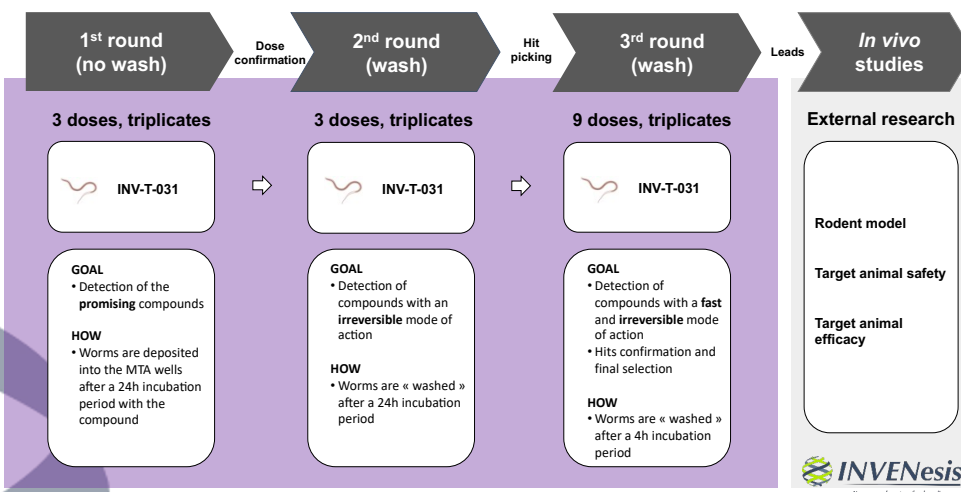 1st round
(no wash)
Dose
confirmation
2nd round
(wash)
Hit
picking
3rd round
(wash)
Leads
In vivo
studies
3 doses, triplicates
3 doses, triplicates
9 doses, triplicates
External research
INV-T-031
INV-T-031
INV-T-031
GOAL
• Detection of the
promising compounds
HOW
• Worms are deposited
into the MTA wells
after a 24h incubation
period with the
compound
GOAL
• Detection of
compounds with an
irreversible mode of
action
HOW
• Worms are « washed »
after a 24h incubation
period
GOAL
• Detection of
compounds with a fast
and irreversible mode
of action
• Hits confirmation and
final selection
HOW
• Worms are « washed »
after a 4h incubation
period
Rodent model
Target animal safety
Target animal
efficacy
INVENesis